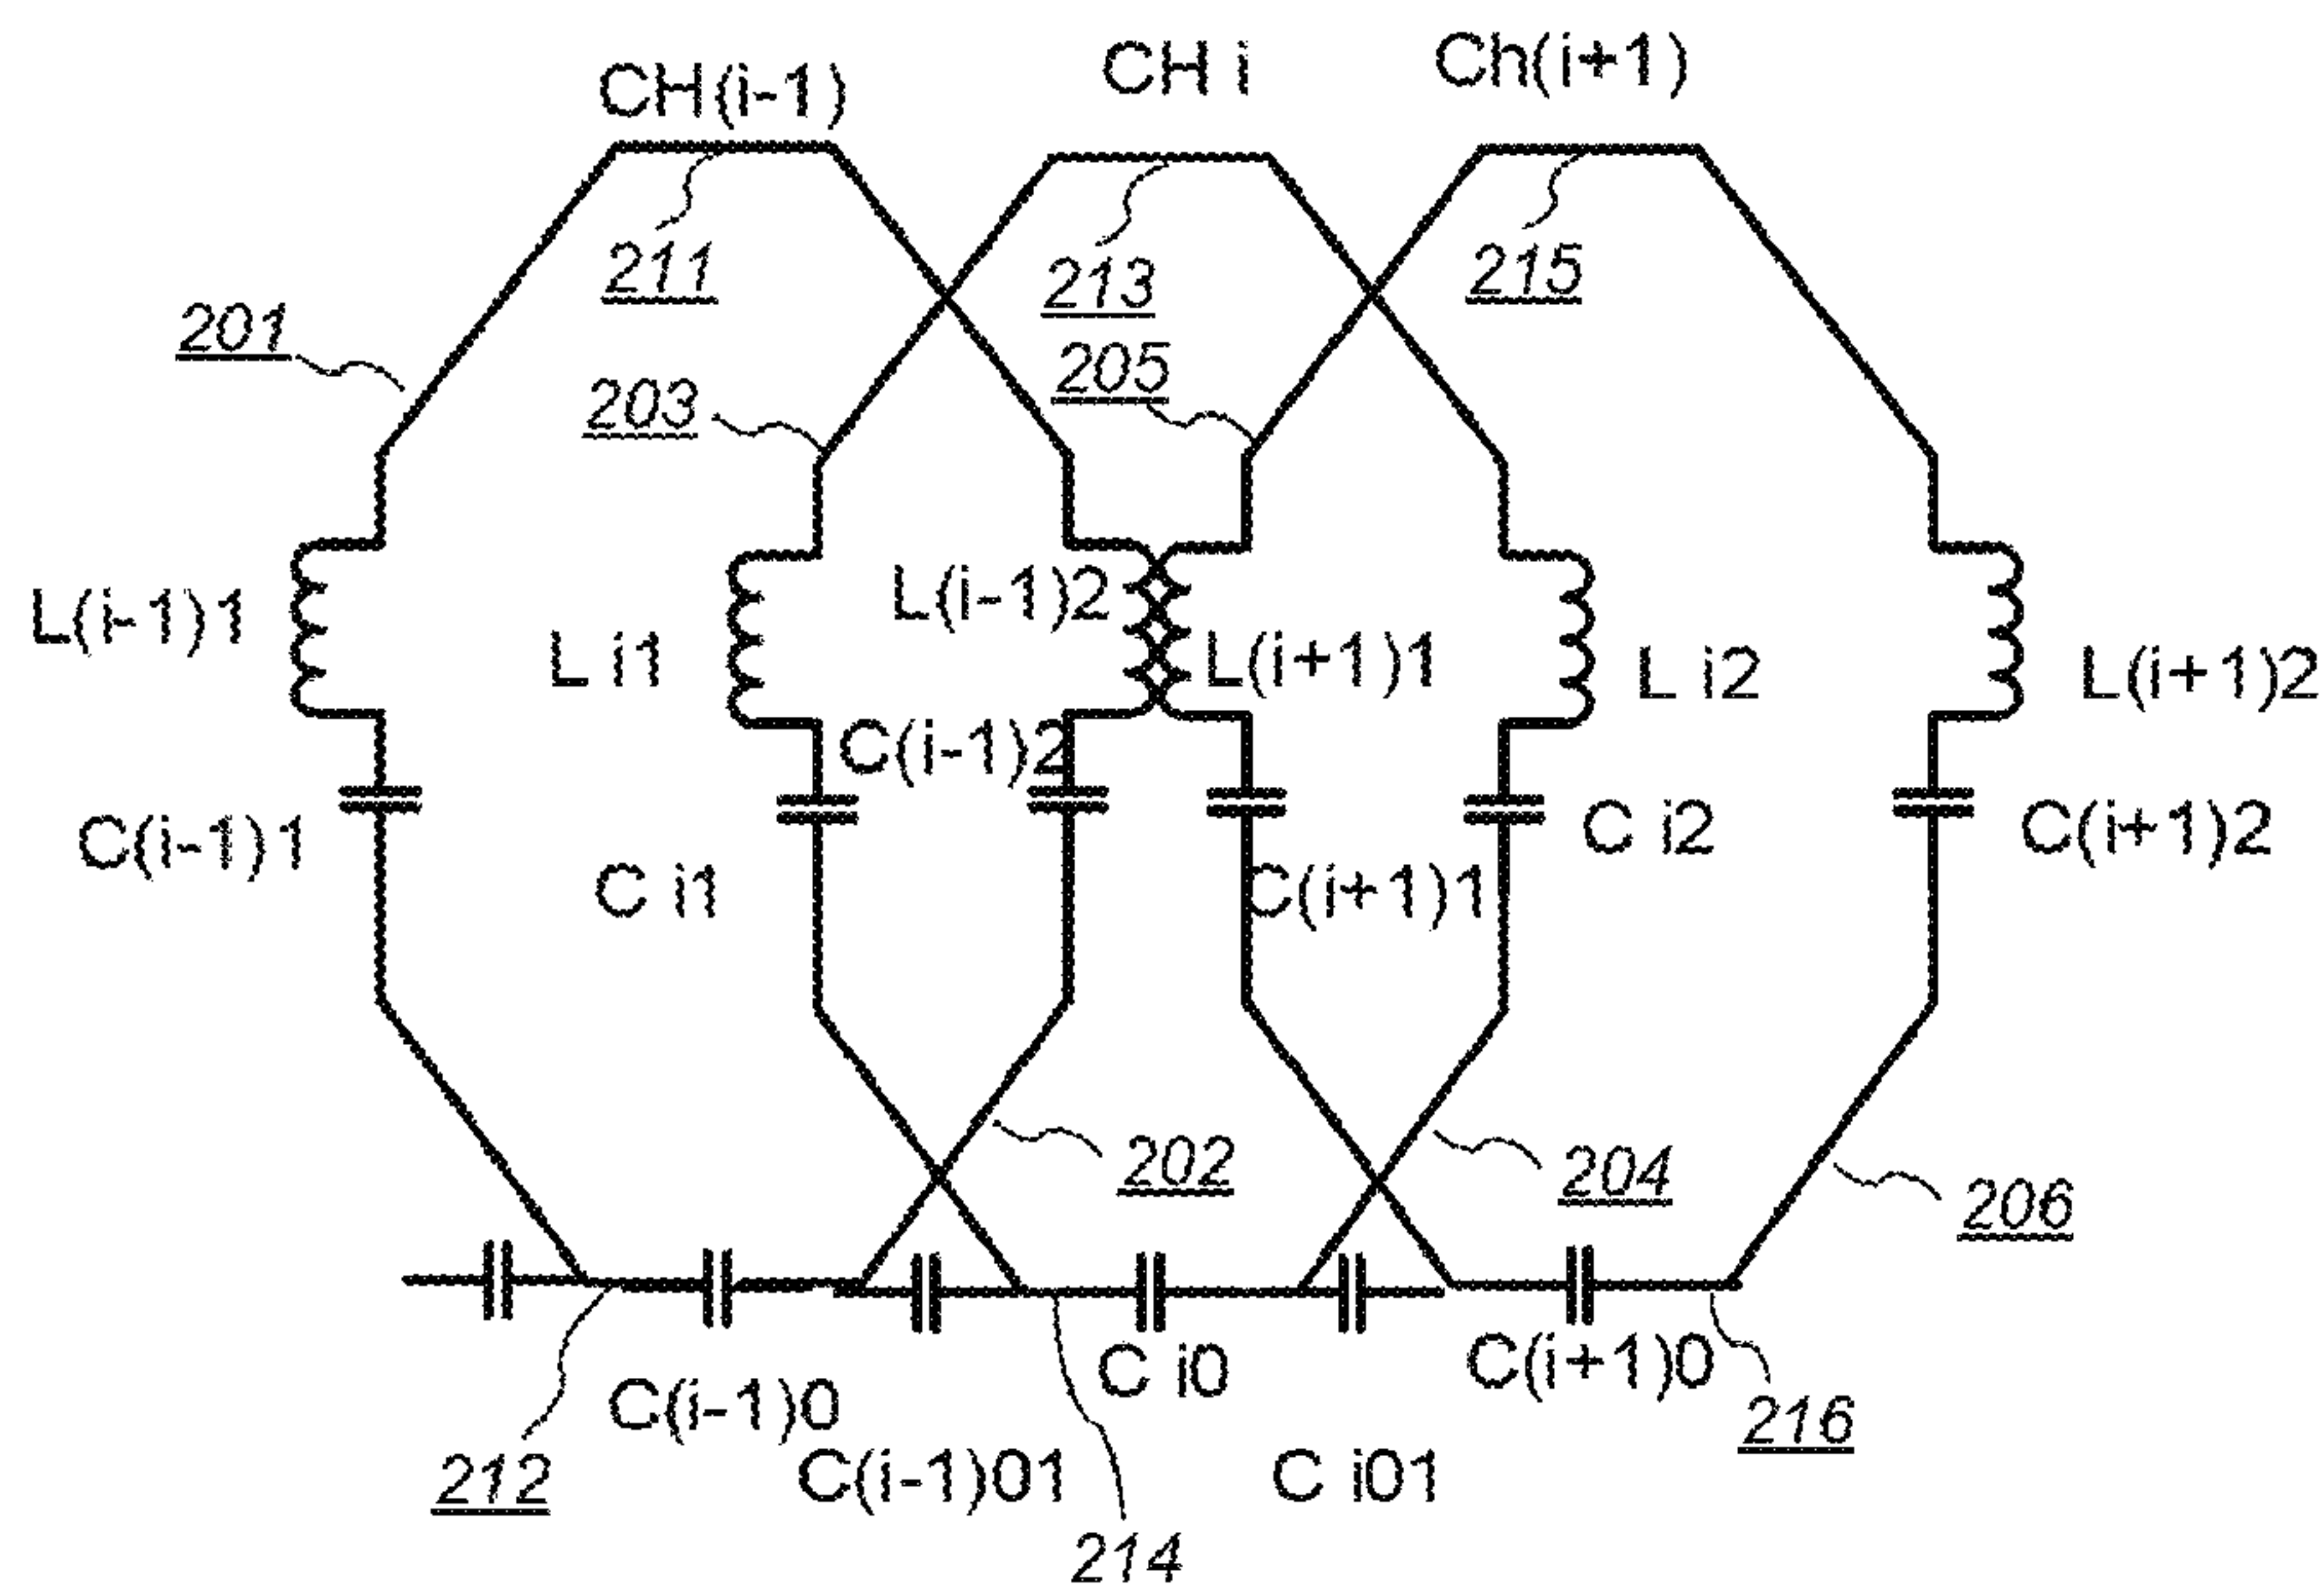 CH(i-1)
CH i
Ch(i+1)
211
213
215
201
203
205
L(i-1)1
L i1
L(i-1)2
L(i+1)1
L i2
L(i+1)2
C(i-1)1
C i1
C(i-1)2
C(i+1)1
C i2
C(i+1)2
202
204
206
C(i-1)0
C i0
C(i+1)0
212
C(i-1)01
C i01
216
214